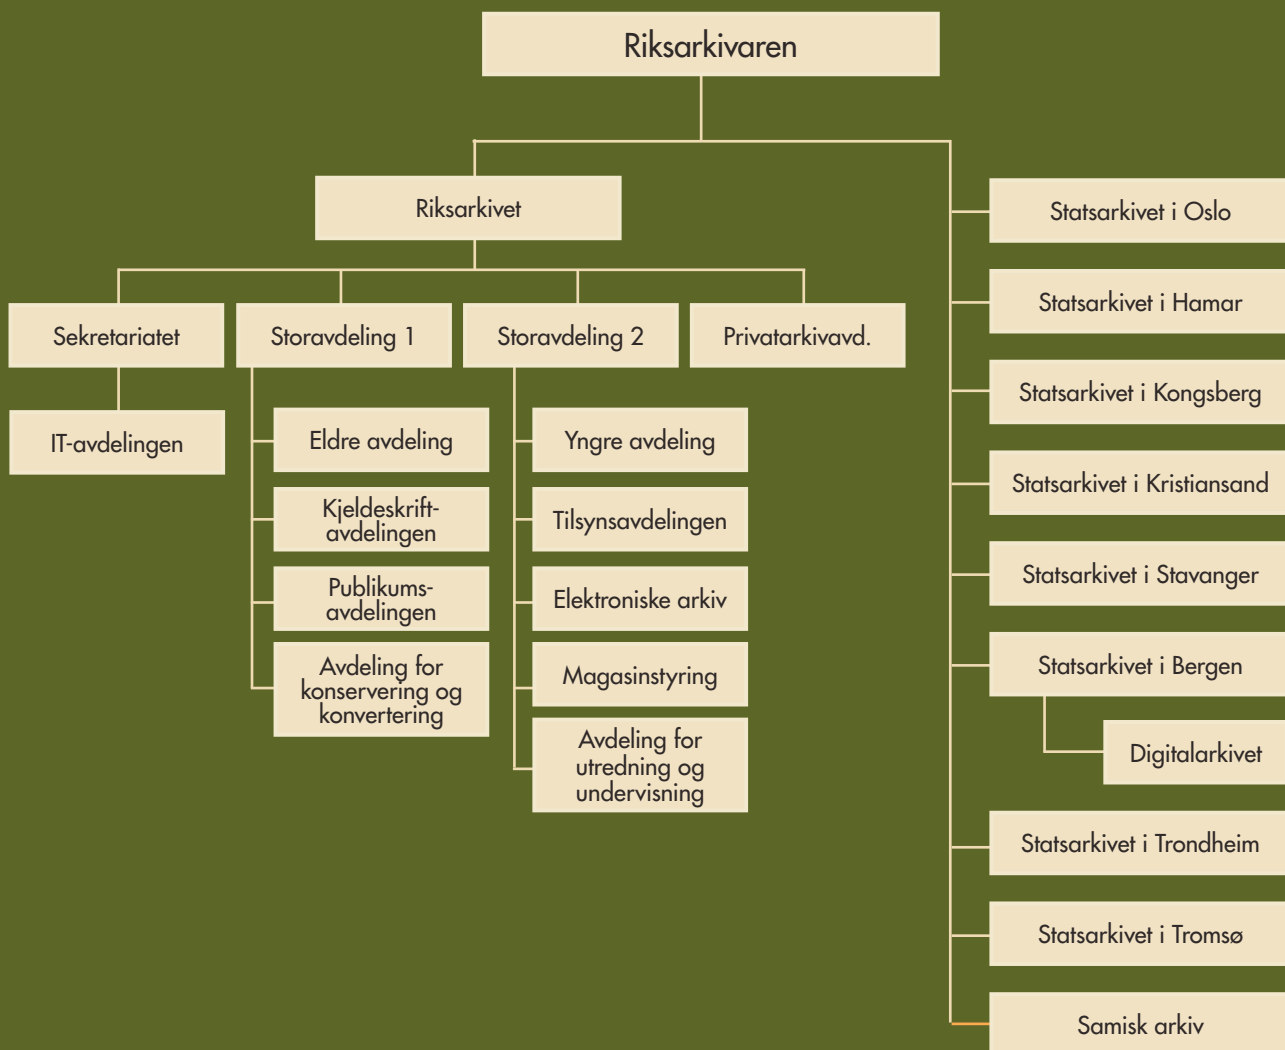 Riksarkivaren
Riksarkivet
Sekretariatet
IT-avdelingen
Storavdeling 1
Eldre avdeling
Kjeldeskrift-
avdelingen
Publikums-
avdelingen
Avdeling for
konservering og
konvertering
Storavdeling 2
Yngre avdeling
Tilsynsavdelingen
Elektroniske arkiv
Magasinstyring
Avdeling for
utredning og
undervisning
Privatarkivavd.
Statsarkivet i Oslo
Statsarkivet i Hamar
Statsarkivet i Kongsberg
Statsarkivet i Kristiansand
Statsarkivet i Stavanger
Statsarkivet i Bergen
Digitalarkivet
Statsarkivet i Trondheim
Statsarkivet i Tromsø
Samisk arkiv